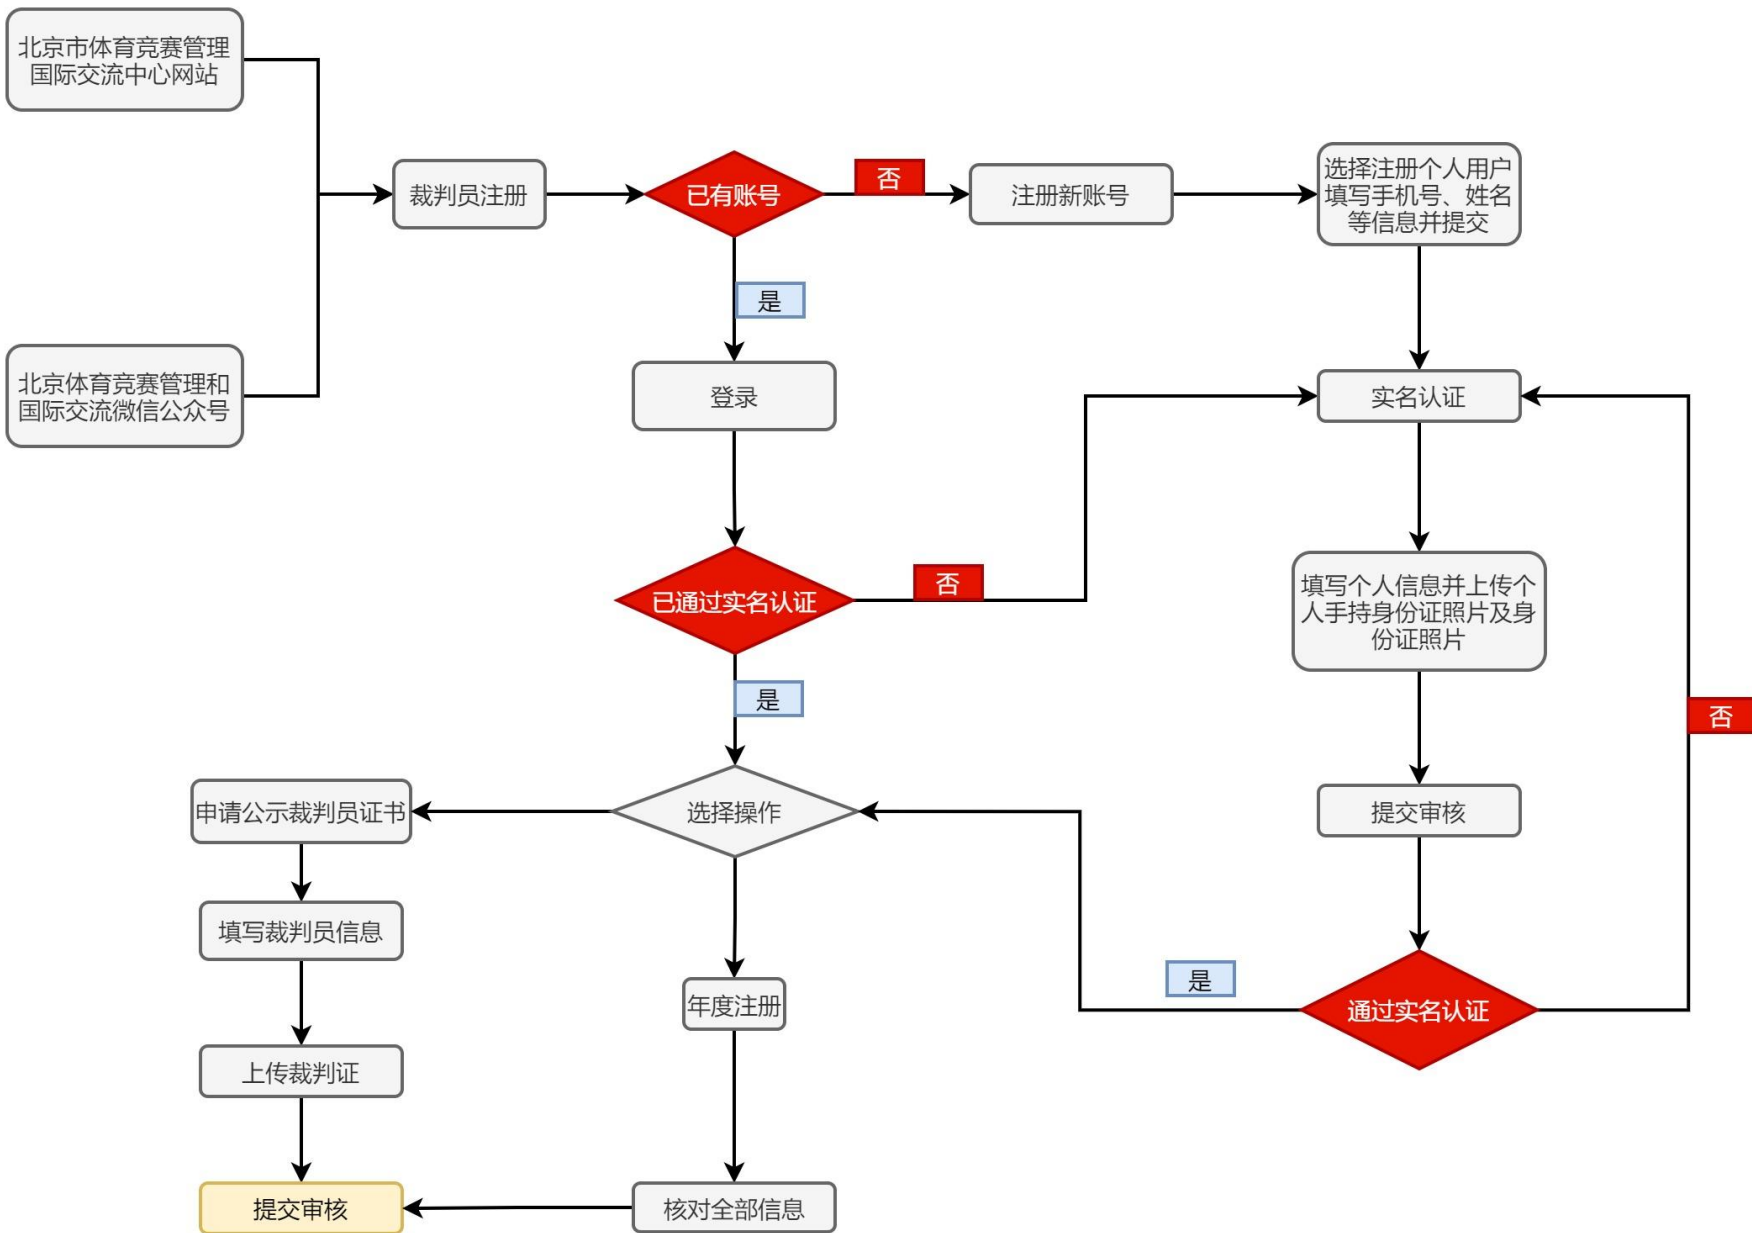 北京市体育竞赛管理
国际交流中心网站
北京体育竞赛管理和
国际交流微信公众号
裁判员注册
已有账号
否
注册新账号
选择注册个人用户
填写手机号、姓名
等信息并提交
是
登录
实名认证
已通过实名认证
否
填写个人信息并上传个
人手持身份证照片及身
份证照片
是
否
选择操作
提交审核
申请公示裁判员证书
填写裁判员信息
年度注册
是
通过实名认证
上传裁判证
核对全部信息
提交审核